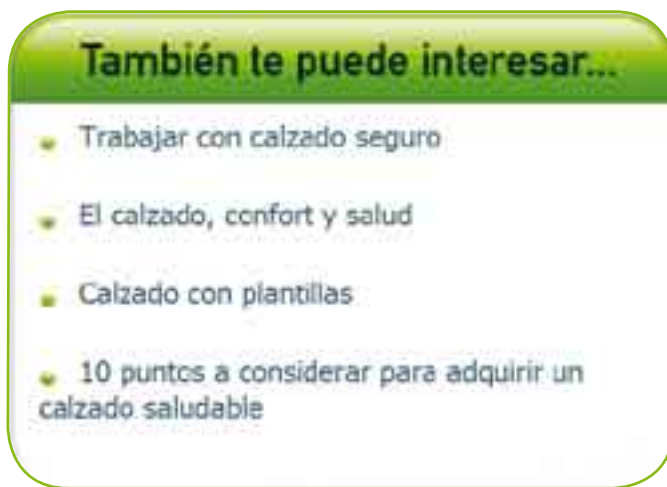 También te puede interesar...
Trabajar con calzado seguro
El calzado, confort y salud
Calzado con plantillas
10 puntos a considerar para adquirir un
calzado saludable